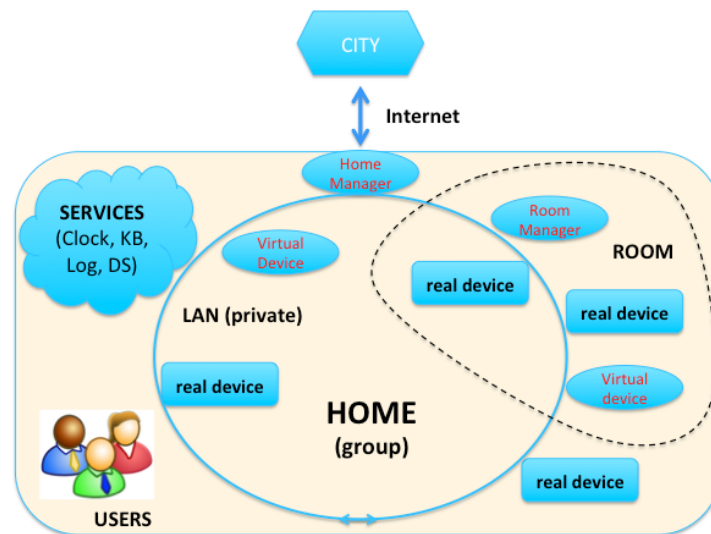 CITY
Internet
Home
Manager
SERVICES
(Clock, KB,
Log, DS)
Virtual
Device
Room
Manager
ROOM
real device
real device
LAN (private)
real device
Virtual
device
HOME
(group)
real device
USERS